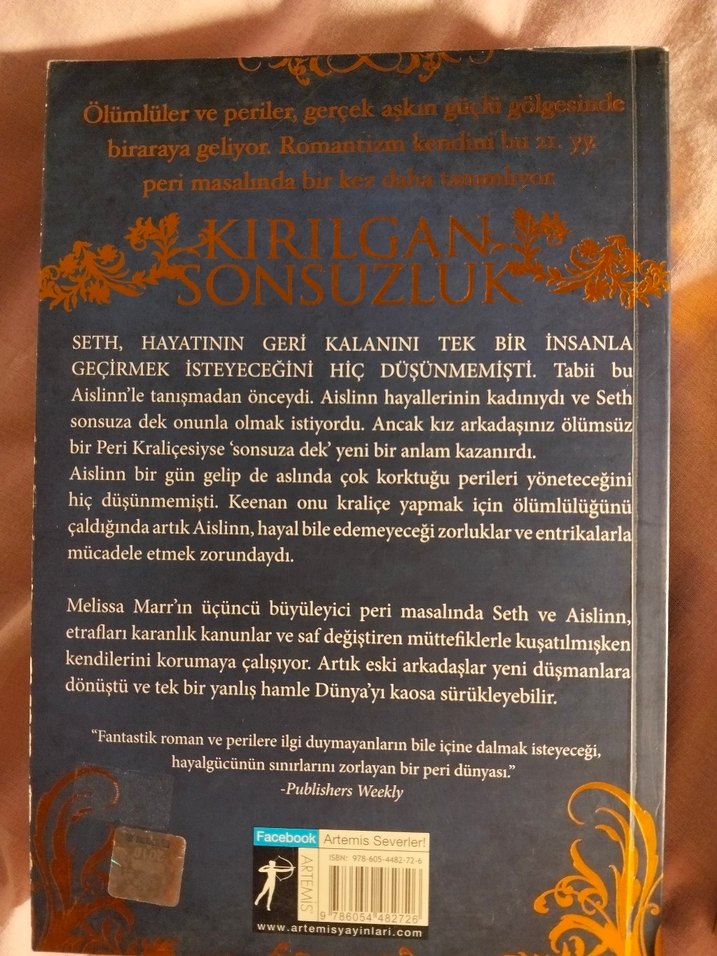 Ölümlüler ve periler, gerçek aşkın güçlü gölgesinde
biraraya geliyor. Romantizm kendini bu 21. yy.
peri masalında bir kez daha tanımlıyor.
KIRILGAN
SONSUZLUK
SETH, HAYATININ GERİ KALANINI TEK BİR İNSANLA
GEÇİRMEK İSTEYECEĞİNİ HİÇ DÜŞÜNMEMİŞTİ. Tabii bu
Aislinn’le tanışmadan önceydi. Aislinn hayallerinin kadınıydı ve Seth
sonsuza dek onunla olmak istiyordu. Ancak kız arkadaşınız ölümsüz
bir Peri Kraliçesiyse ‘sonsuza dek’ yeni bir anlam kazanırdı.
Aislinn bir gün gelip de aslında çok korktuğu perileri yöneteceğini
hiç düşünmemişti. Keenan onu kraliçe yapmak için ölümlülüğünü
çaldığında artık Aislinn, hayal bile edemeyeceği zorluklar ve entrikalarla
mücadele etmek zorundaydı.
Melissa Marr’ın üçüncü büyüleyici peri masalında Seth ve Aislinn,
etrafları karanlık kanunlar ve saf değiştiren müttefiklerle kuşatılmışken
kendilerini korumaya çalışıyor. Artık eski arkadaşlar yeni düşmanlara
dönüştü ve tek bir yanlış hamle Dünya’yı kaosa sürükleyebilir.
“Fantastik roman ve perilere ilgi duymayanların bile içine dalmak isteyeceği,
hayalgücünün sınırlarını zorlayan bir peri dünyası.”
-Publishers Weekly
Facebook Artemis Severler!
ARTEMİS
ISBN: 978-605-4482-72-6
9 786054 482726
www.artemisyayinlari.com